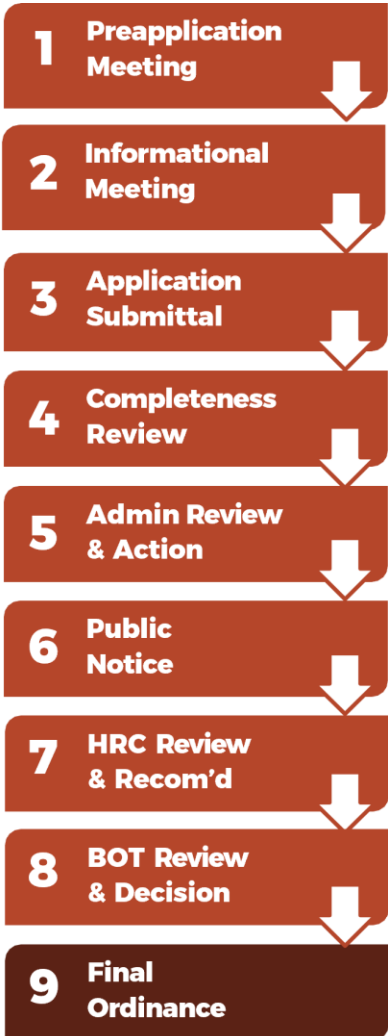 1 Preapplication
Meeting
2 Informational
Meeting
3 Application
Submittal
4 Completeness
Review
5 Admin Review
& Action
6 Public
Notice
7 HRC Review
& Recom’d
8 BOT Review
& Decision
9 Final
Ordinance